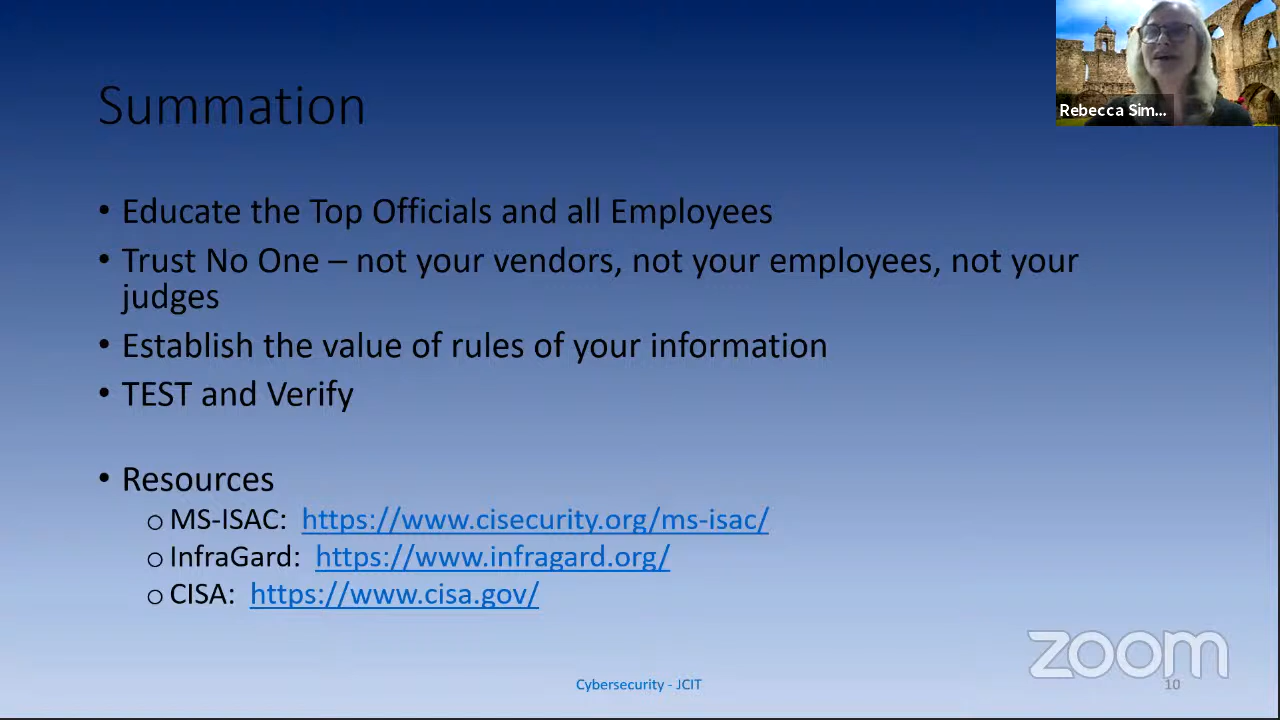 Summation
Rebecca Sim...
• Educate the Top Officials and all Employees
• Trust No One – not your vendors, not your employees, not your
judges
• Establish the value of rules of your information
• TEST and Verify
• Resources
o MS-ISAC: https://www.cisecurity.org/ms-isac/
o InfraGard: https://www.infragard.org/
o CISA: https://www.cisa.gov/
zoom
Cybersecurity - JCIT
10